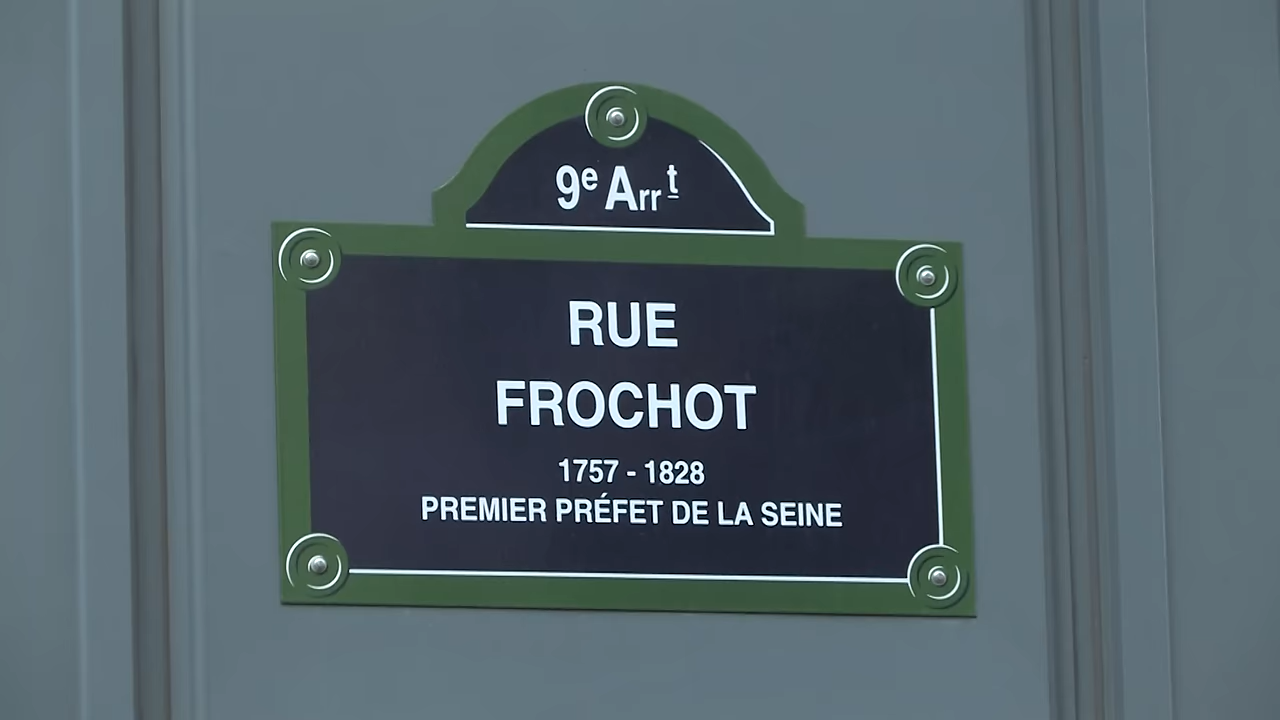 9e Arrt
RUE
FROCHOT
1757 - 1828
PREMIER PRÉFET DE LA SEINE